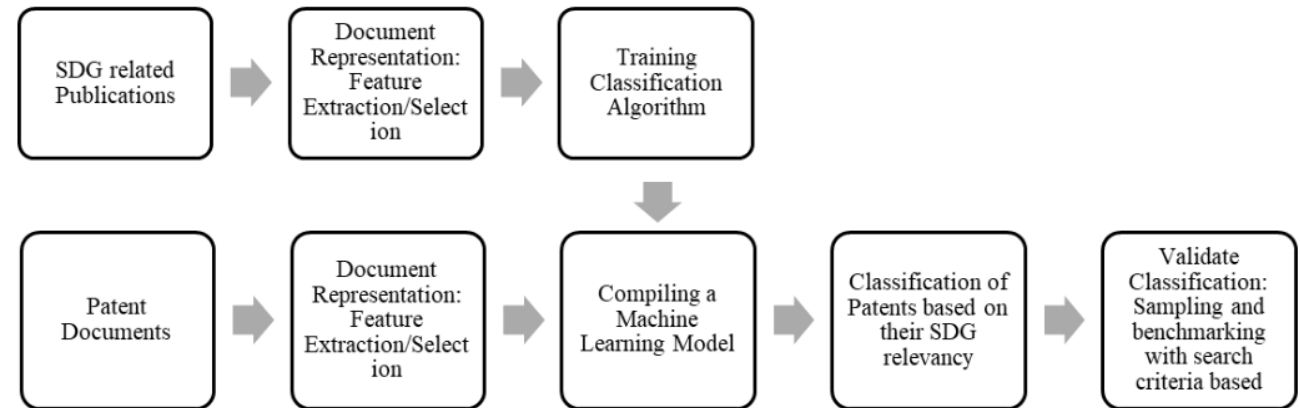 SDG related
Publications
Document
Representation:
Feature
Extraction/Select
ion
Training
Classification
Algorithm
Patent
Documents
Document
Representation:
Feature
Extraction/Select
ion
Compiling a
Machine
Learning Model
Classification of
Patents based on
their SDG
relevancy
Validate
Classification:
Sampling and
benchmarking
with search
criteria based